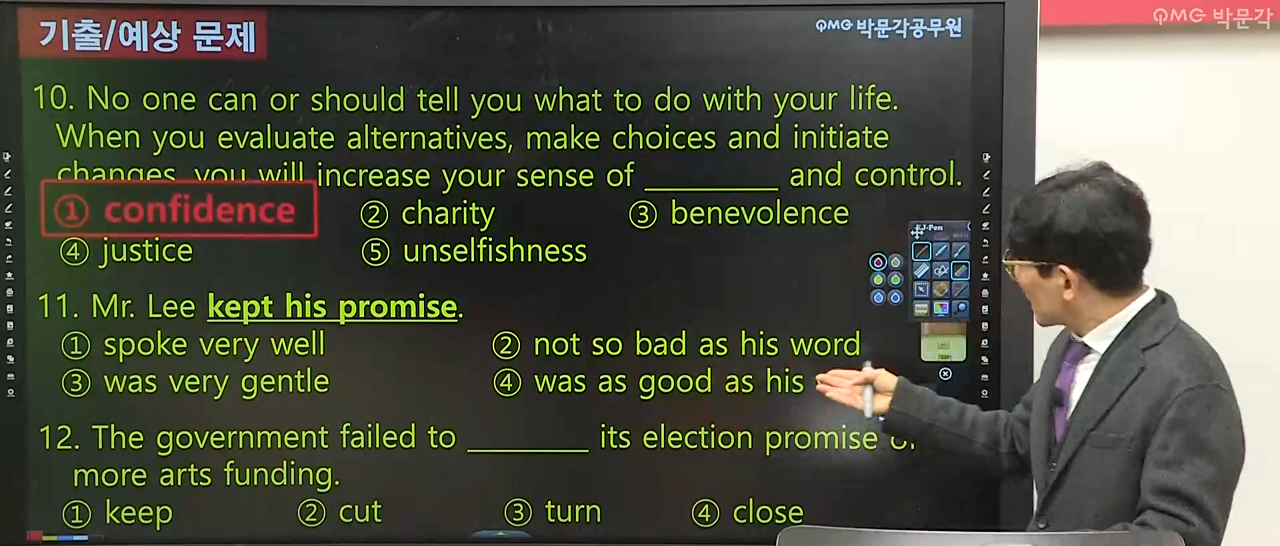 기출/예상 문제
QMG 박문각공무원
QMG 박문각
10. No one can or should tell you what to do with your life.
When you evaluate alternatives, make choices and initiate
changes, you will increase your sense of ________ and control.
① confidence ② charity ③ benevolence
④ justice ⑤ unselfishness
EJ-Pen
11. Mr. Lee kept his promise.
① spoke very well ② not so bad as his word
③ was very gentle ④ was as good as his
12. The government failed to ________ its election promise of
more arts funding.
① keep ② cut ③ turn ④ close